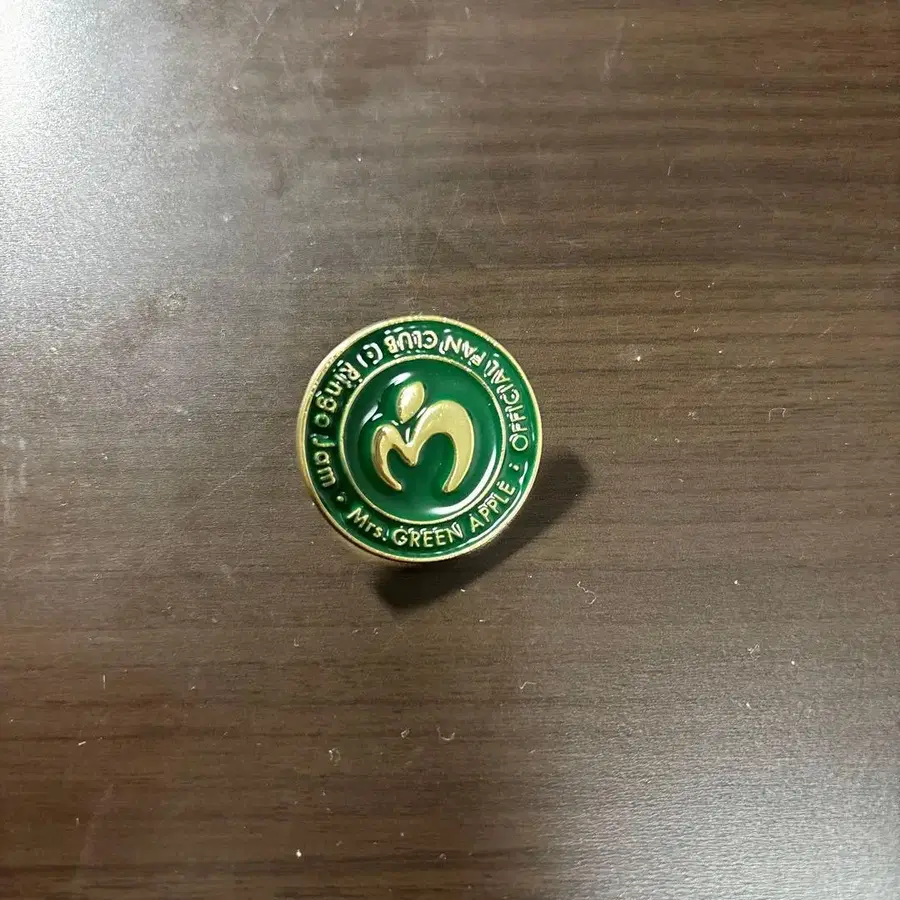 Mrs. GREEN APPLE : OFFICIAL FAN CLUB
Ringo Jam